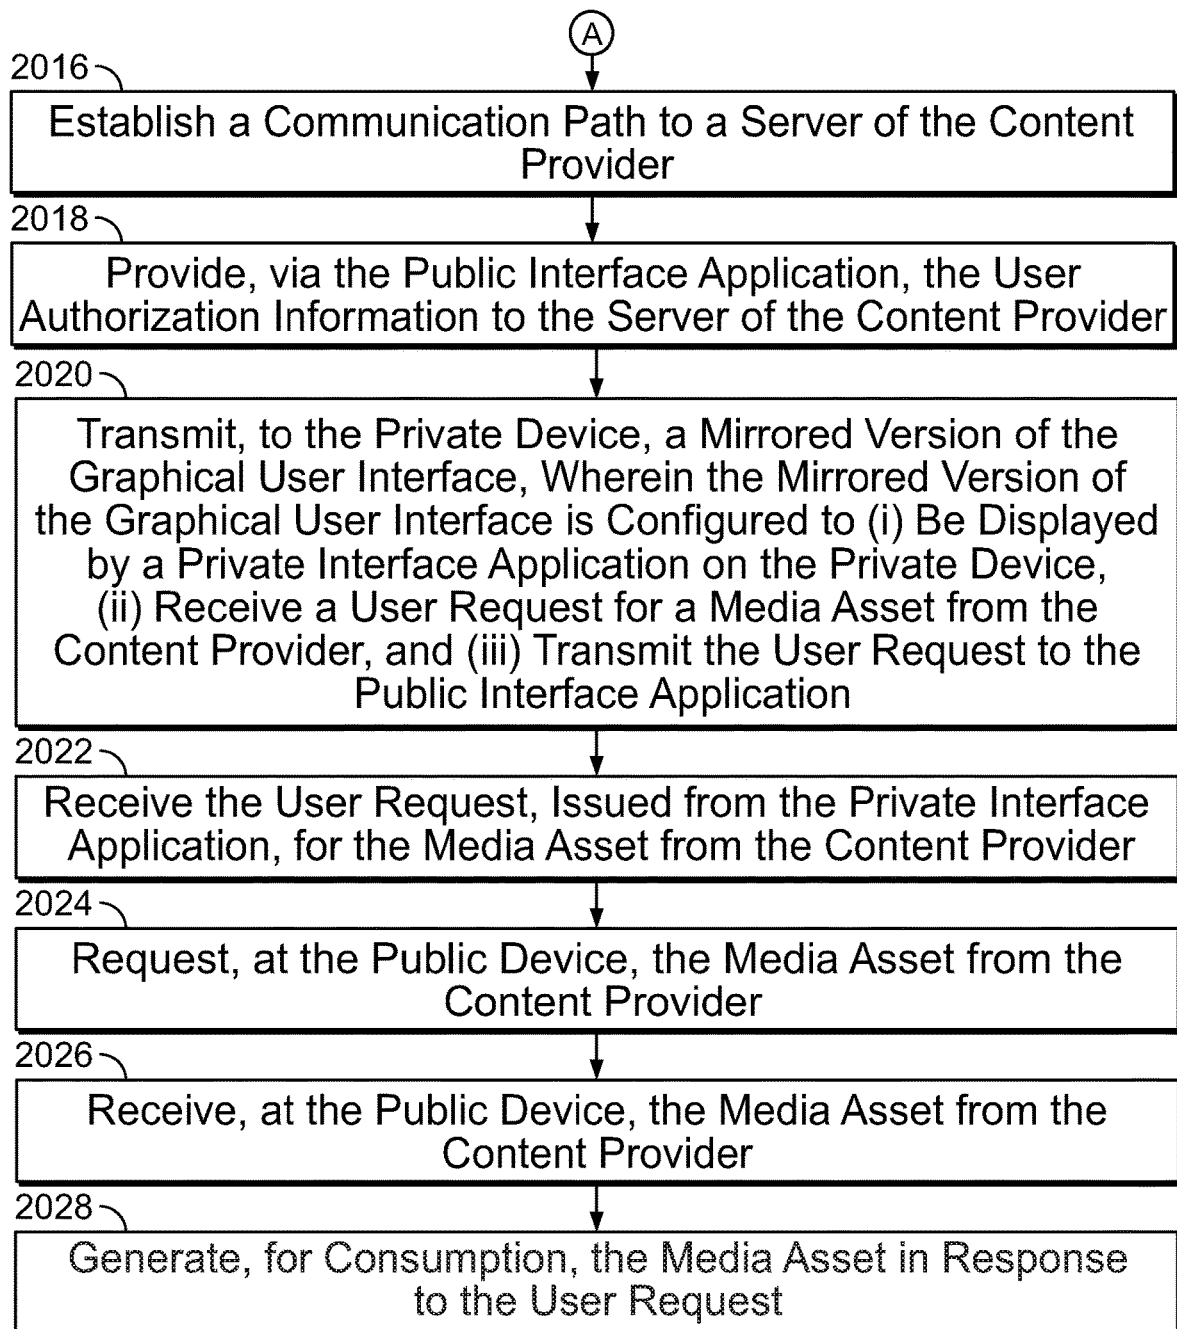 A
2016
Establish a Communication Path to a Server of the Content
Provider
2018
Provide, via the Public Interface Application, the User
Authorization Information to the Server of the Content Provider
2020
Transmit, to the Private Device, a Mirrored Version of the
Graphical User Interface, Wherein the Mirrored Version of
the Graphical User Interface is Configured to (i) Be Displayed
by a Private Interface Application on the Private Device,
(ii) Receive a User Request for a Media Asset from the
Content Provider, and (iii) Transmit the User Request to the
Public Interface Application
2022
Receive the User Request, Issued from the Private Interface
Application, for the Media Asset from the Content Provider
2024
Request, at the Public Device, the Media Asset from the
Content Provider
2026
Receive, at the Public Device, the Media Asset from the
Content Provider
2028
Generate, for Consumption, the Media Asset in Response
to the User Request